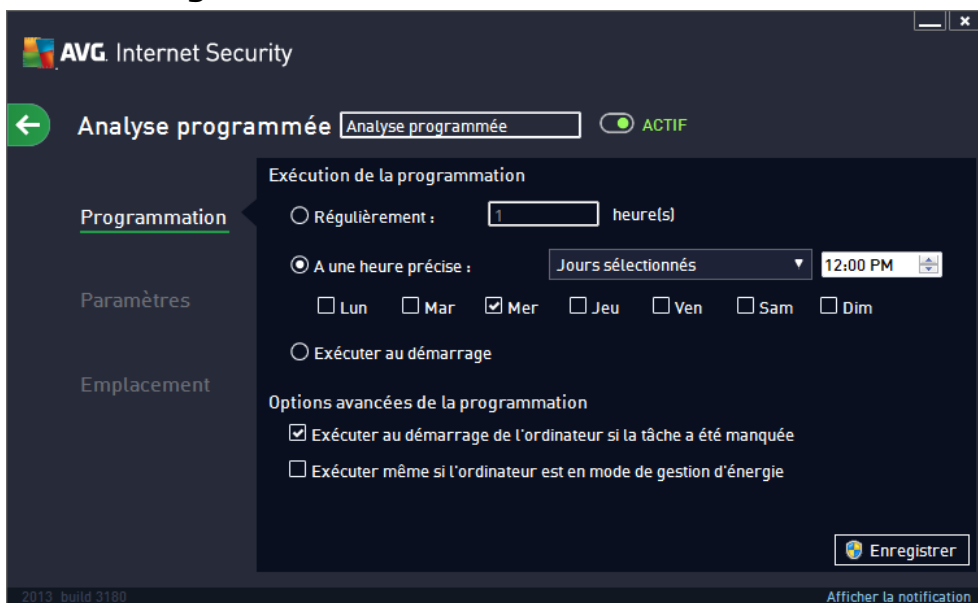 AVG. Internet Security
Analyse programmée Analyse programmée ACTIF
Exécution de la programmation
Programmation
Régulièrement : 1 heure(s)
A une heure précise : Jours sélectionnés 12:00 PM
Paramètres
Lun Mar Mer Jeu Ven Sam Dim
Exécuter au démarrage
Emplacement
Options avancées de la programmation
Exécuter au démarrage de l'ordinateur si la tâche a été manquée
Exécuter même si l'ordinateur est en mode de gestion d'énergie
Enregistrer
2013 build 3180 Afficher la notification